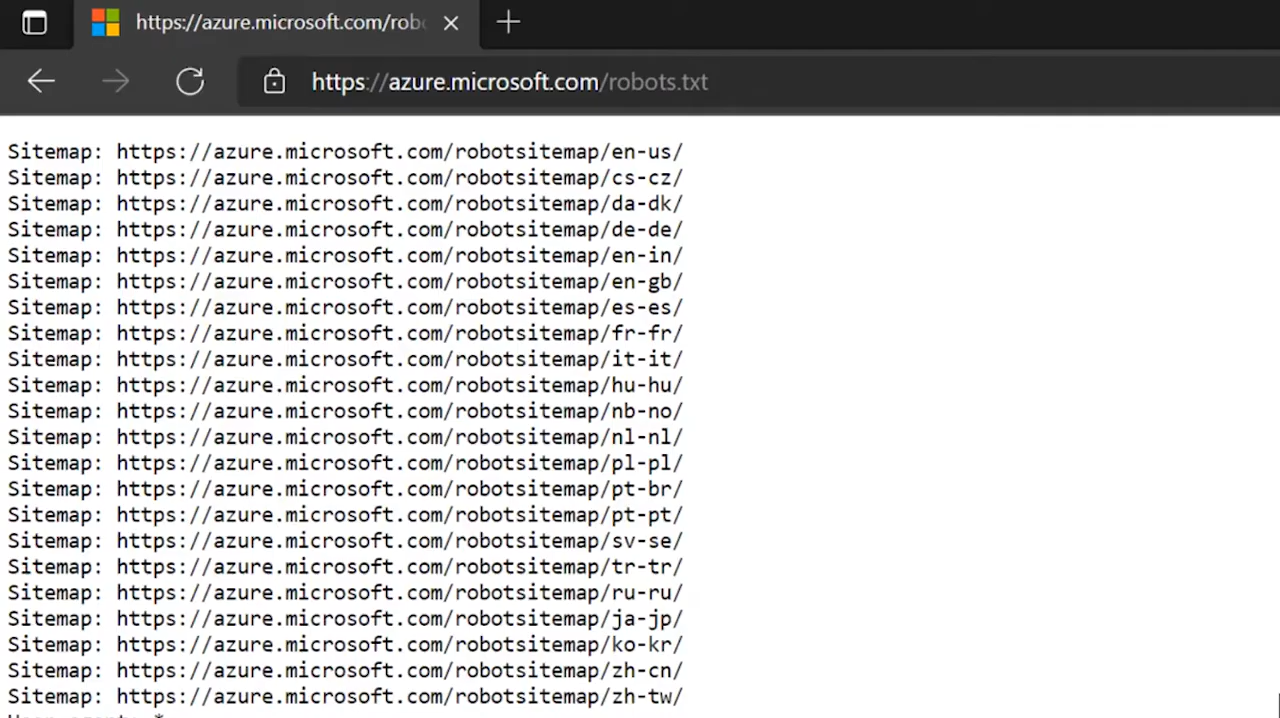 https://azure.microsoft.com/rob
https://azure.microsoft.com/robots.txt
Sitemap: https://azure.microsoft.com/robotsitemap/en-us/
Sitemap: https://azure.microsoft.com/robotsitemap/cs-cz/
Sitemap: https://azure.microsoft.com/robotsitemap/da-dk/
Sitemap: https://azure.microsoft.com/robotsitemap/de-de/
Sitemap: https://azure.microsoft.com/robotsitemap/en-in/
Sitemap: https://azure.microsoft.com/robotsitemap/en-gb/
Sitemap: https://azure.microsoft.com/robotsitemap/es-es/
Sitemap: https://azure.microsoft.com/robotsitemap/fr-fr/
Sitemap: https://azure.microsoft.com/robotsitemap/it-it/
Sitemap: https://azure.microsoft.com/robotsitemap/hu-hu/
Sitemap: https://azure.microsoft.com/robotsitemap/nb-no/
Sitemap: https://azure.microsoft.com/robotsitemap/nl-nl/
Sitemap: https://azure.microsoft.com/robotsitemap/pl-pl/
Sitemap: https://azure.microsoft.com/robotsitemap/pt-br/
Sitemap: https://azure.microsoft.com/robotsitemap/pt-pt/
Sitemap: https://azure.microsoft.com/robotsitemap/sv-se/
Sitemap: https://azure.microsoft.com/robotsitemap/tr-tr/
Sitemap: https://azure.microsoft.com/robotsitemap/ru-ru/
Sitemap: https://azure.microsoft.com/robotsitemap/ja-jp/
Sitemap: https://azure.microsoft.com/robotsitemap/ko-kr/
Sitemap: https://azure.microsoft.com/robotsitemap/zh-cn/
Sitemap: https://azure.microsoft.com/robotsitemap/zh-tw/